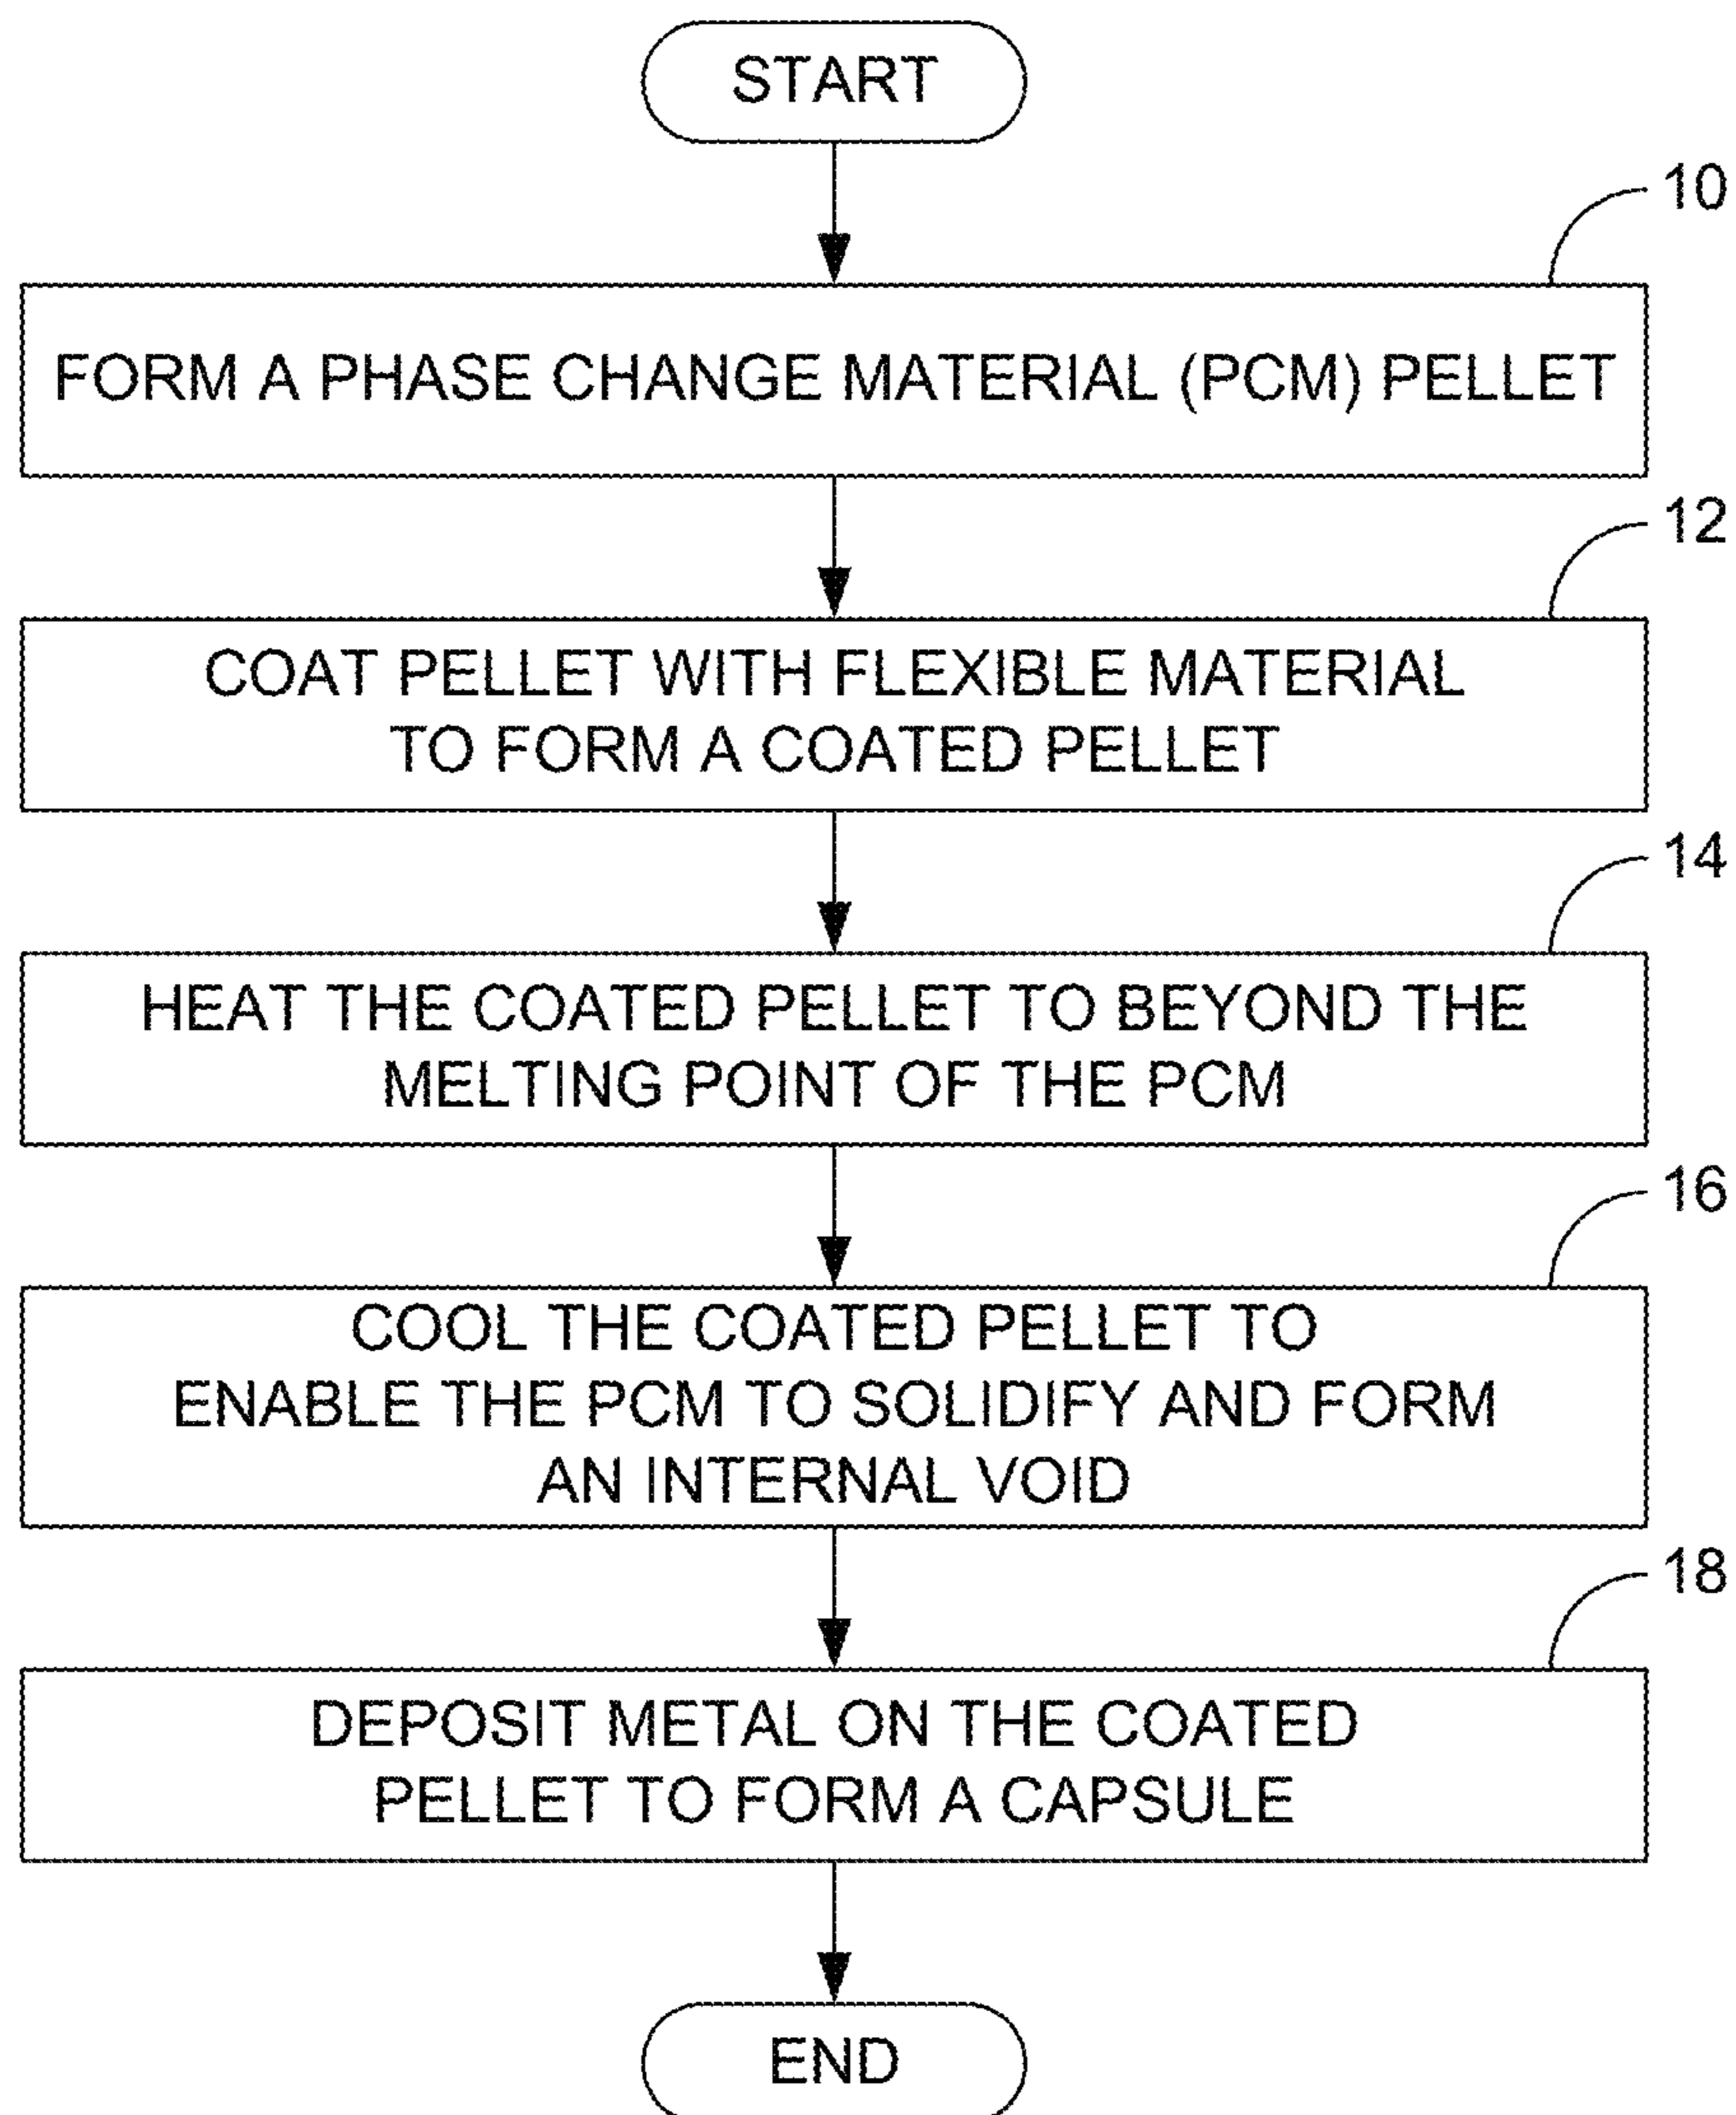 START
10
FORM A PHASE CHANGE MATERIAL (PCM) PELLET
12
COAT PELLET WITH FLEXIBLE MATERIAL
TO FORM A COATED PELLET
14
HEAT THE COATED PELLET TO BEYOND THE
MELTING POINT OF THE PCM
16
COOL THE COATED PELLET TO
ENABLE THE PCM TO SOLIDIFY AND FORM
AN INTERNAL VOID
18
DEPOSIT METAL ON THE COATED
PELLET TO FORM A CAPSULE
END